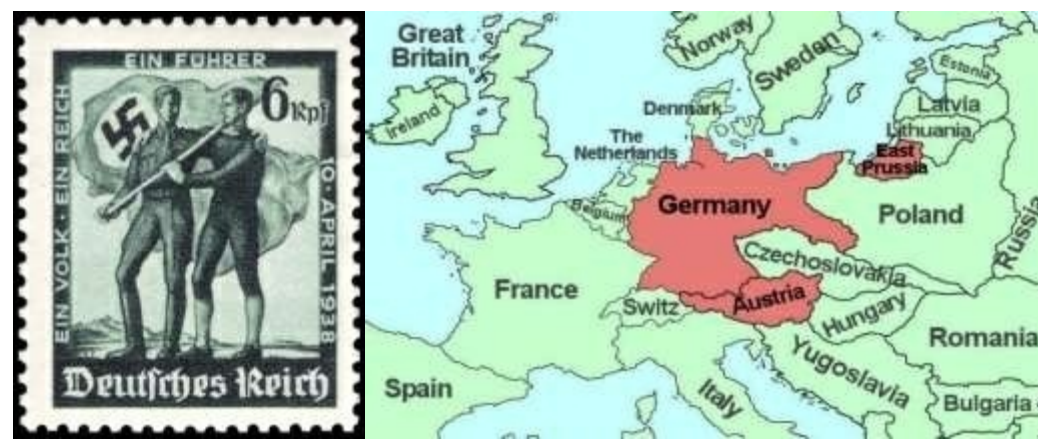 EIN VOLK · EIN REICH
EIN FÜHRER
10. APRIL 1938
6 Rpf
Deutsches Reich
Great
Britain
Ireland
Norway
Sweden
Estonia
Latvia
Lithuania
Denmark
The
Netherlands
East
Prussia
Belgium
Germany
Poland
Russia
Czechoslovakia
France
Switz
Austria
Hungary
Romania
Yugoslavia
Spain
Italy
Bulgaria